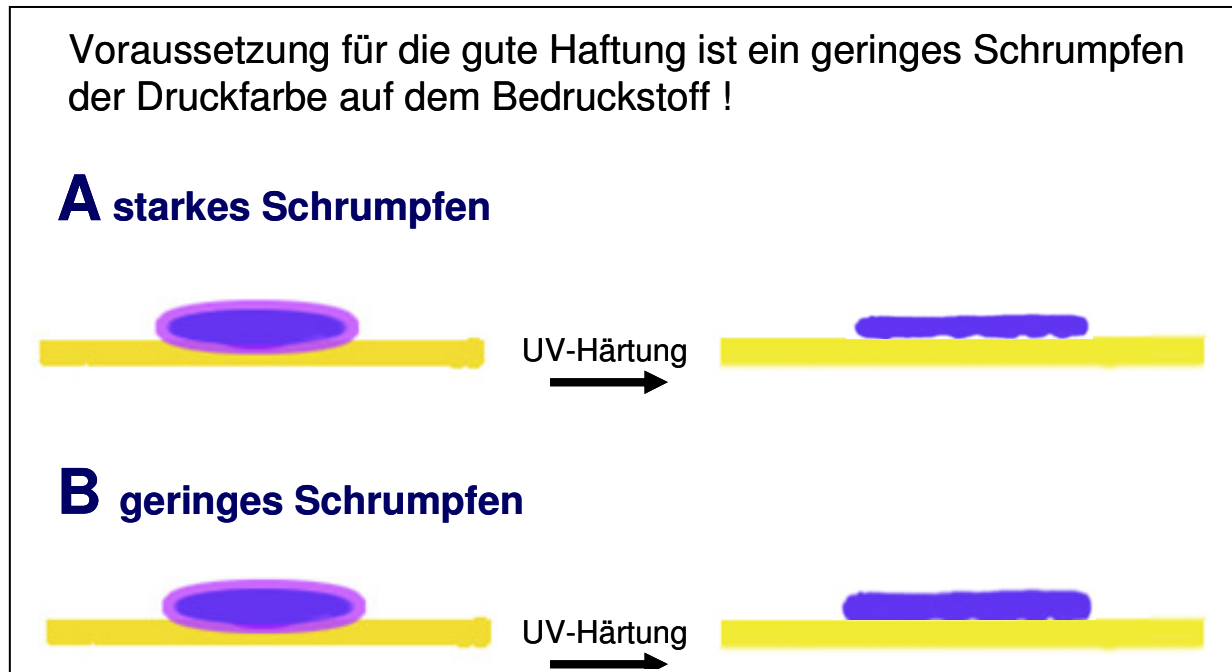 Voraussetzung für die gute Haftung ist ein geringes Schrumpfen
der Druckfarbe auf dem Bedruckstoff !
A starkes Schrumpfen
UV-Härtung
B geringes Schrumpfen
UV-Härtung